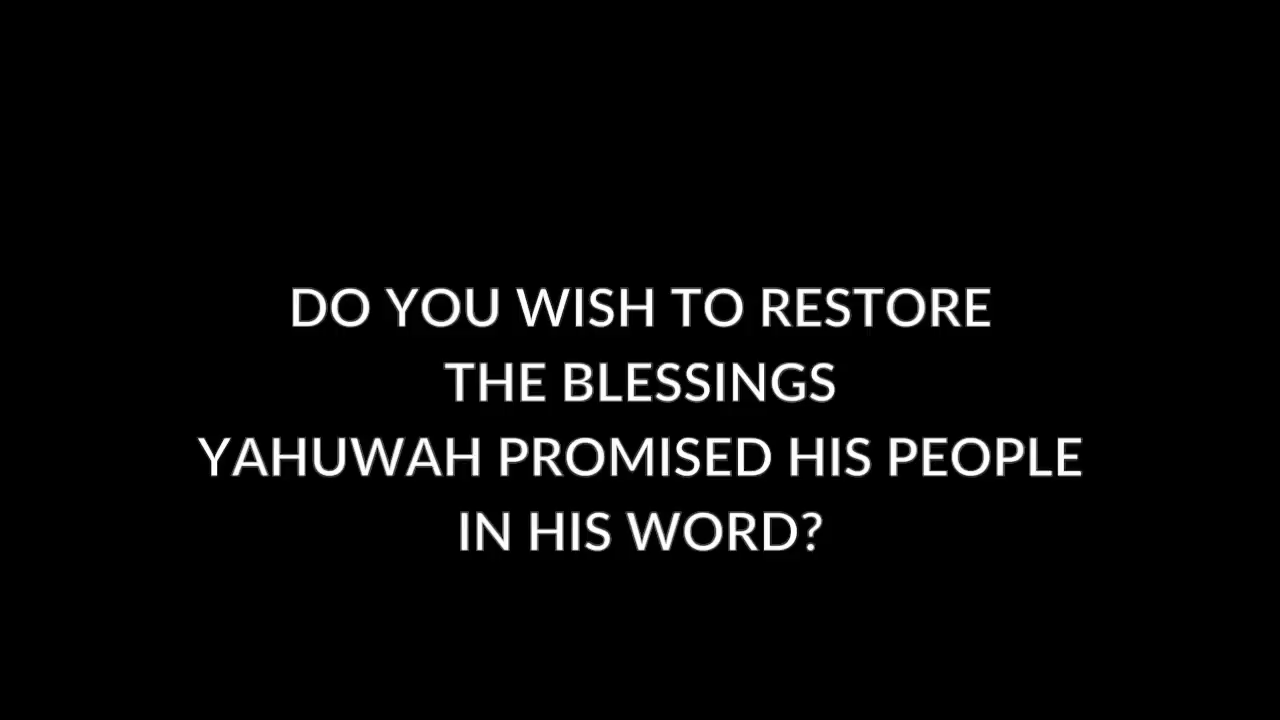 DO YOU WISH TO RESTORE
THE BLESSINGS
YAHUWAH PROMISED HIS PEOPLE
IN HIS WORD?